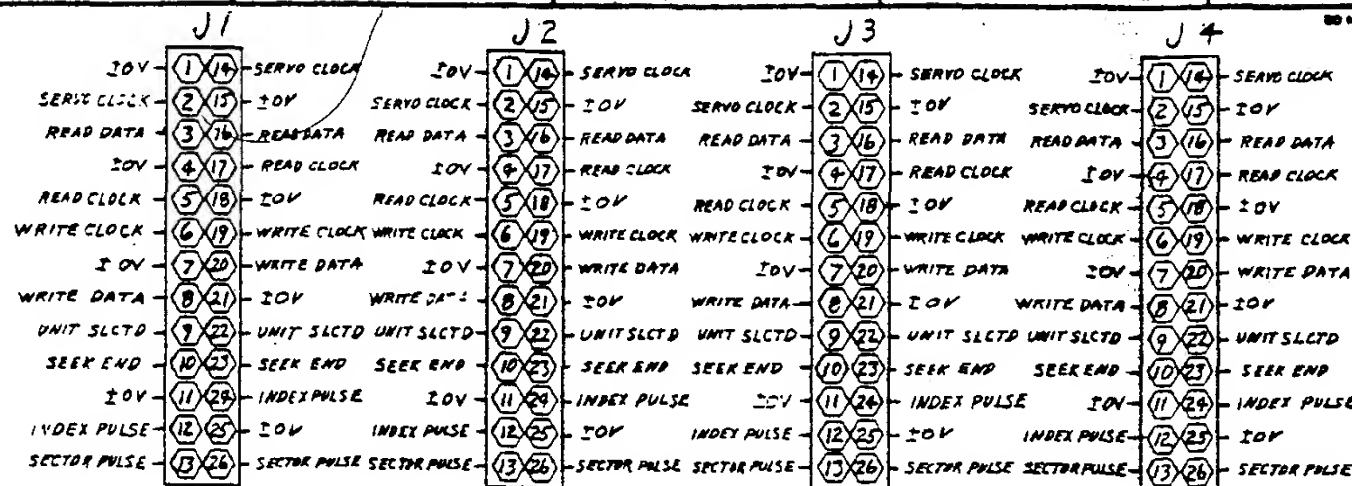 J1 J2 J3 J4
±0V 1 14 SERVO CLOCK ±0V 1 14 SERVO CLOCK ±0V 1 14 SERVO CLOCK ±0V 1 14 SERVO CLOCK
SERVO CLOCK 2 15 ±0V SERVO CLOCK 2 15 ±0V SERVO CLOCK 2 15 ±0V SERVO CLOCK 2 15 ±0V
READ DATA 3 16 READ DATA READ DATA 3 16 READ DATA READ DATA 3 16 READ DATA READ DATA 3 16 READ DATA
±0V 4 17 READ CLOCK ±0V 4 17 READ CLOCK ±0V 4 17 READ CLOCK ±0V 4 17 READ CLOCK
READ CLOCK 5 18 ±0V READ CLOCK 5 18 ±0V READ CLOCK 5 18 ±0V READ CLOCK 5 18 ±0V
WRITE CLOCK 6 19 WRITE CLOCK WRITE CLOCK 6 19 WRITE CLOCK WRITE CLOCK 6 19 WRITE CLOCK WRITE CLOCK 6 19 WRITE CLOCK
±0V 7 20 WRITE DATA ±0V 7 20 WRITE DATA ±0V 7 20 WRITE DATA ±0V 7 20 WRITE DATA
WRITE DATA 8 21 ±0V WRITE DATA 8 21 ±0V WRITE DATA 8 21 ±0V WRITE DATA 8 21 ±0V
UNIT SLCTD 9 22 UNIT SLCTD UNIT SLCTD 9 22 UNIT SLCTD UNIT SLCTD 9 22 UNIT SLCTD UNIT SLCTD 9 22 UNIT SLCTD
SEEK END 10 23 SEEK END SEEK END 10 23 SEEK END SEEK END 10 23 SEEK END SEEK END 10 23 SEEK END
±0V 11 24 INDEX PULSE ±0V 11 24 INDEX PULSE ±0V 11 24 INDEX PULSE ±0V 11 24 INDEX PULSE
INDEX PULSE 12 25 ±0V INDEX PULSE 12 25 ±0V INDEX PULSE 12 25 ±0V INDEX PULSE 12 25 ±0V
SECTOR PULSE 13 26 SECTOR PULSE SECTOR PULSE 13 26 SECTOR PULSE SECTOR PULSE 13 26 SECTOR PULSE SECTOR PULSE 13 26 SECTOR PULSE